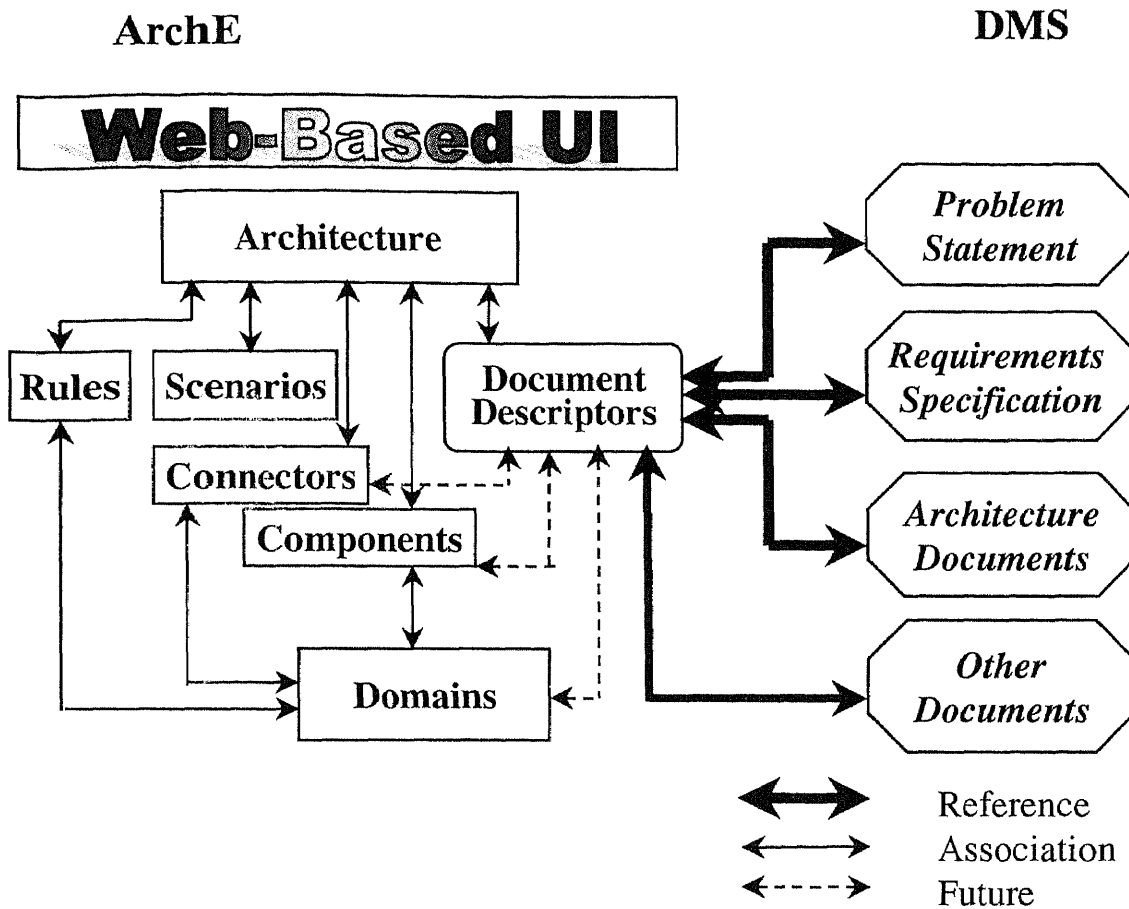 ArchE
DMS
Web-Based UI
Architecture
Problem
Statement
Rules
Scenarios
Document
Descriptors
Requirements
Specification
Connectors
Components
Architecture
Documents
Domains
Other
Documents
Reference
Association
Future